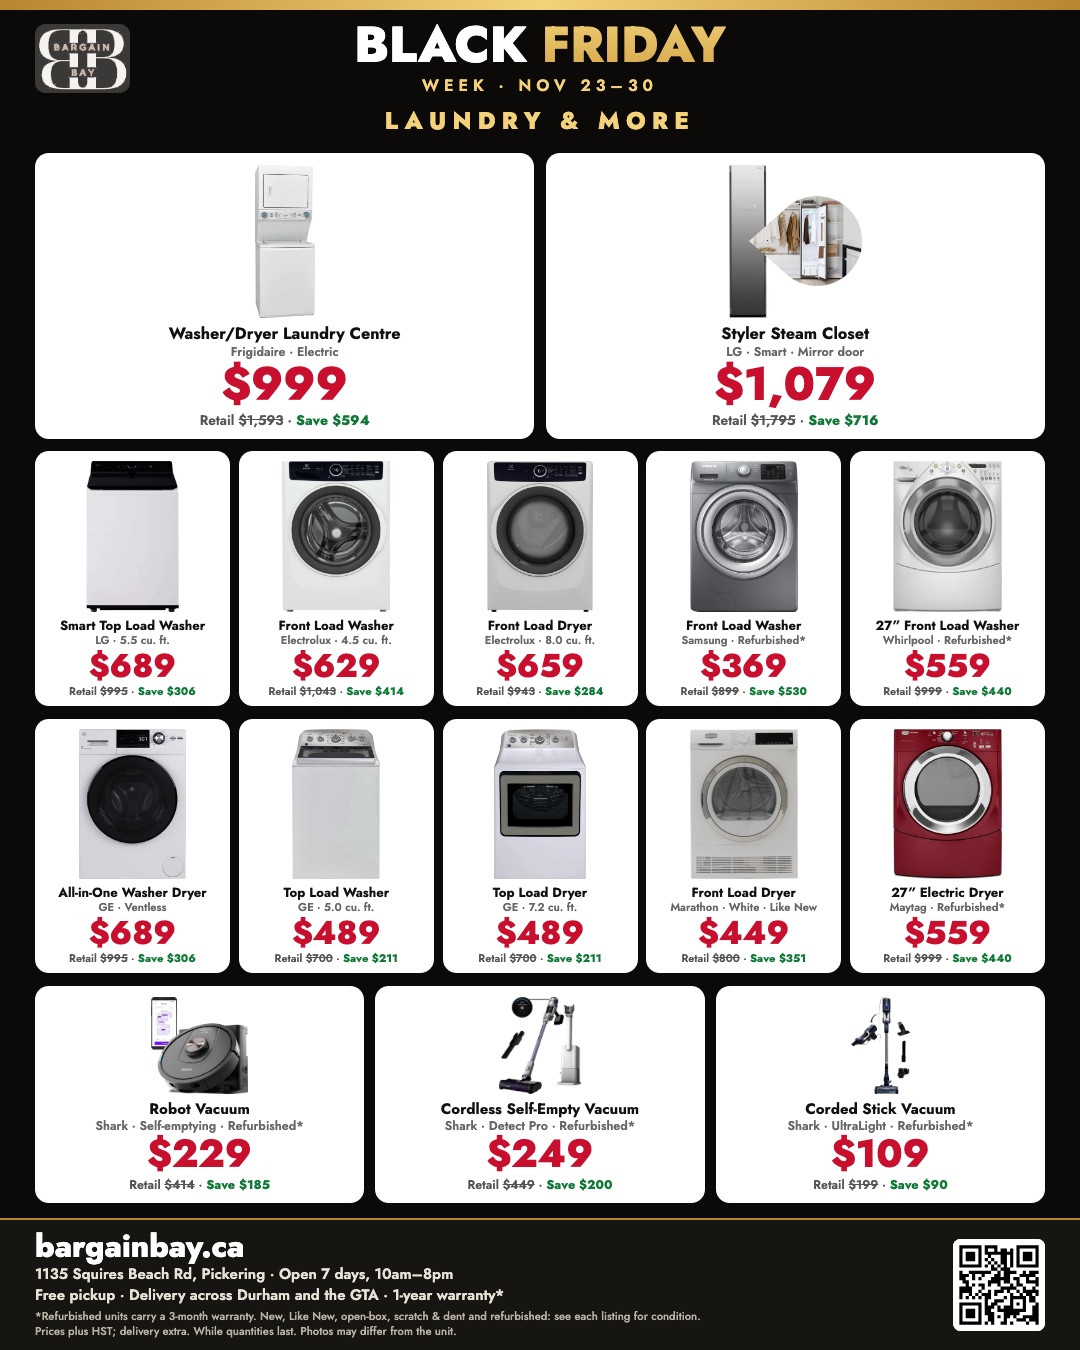 BARGAIN
BAY
BLACK FRIDAY
WEEK · NOV 23–30
LAUNDRY & MORE
Washer/Dryer Laundry Centre
Frigidaire · Electric
$999
Retail $1,593 · Save $594
Styler Steam Closet
LG · Smart · Mirror door
$1,079
Retail $1,795 · Save $716
Smart Top Load Washer
LG · 5.5 cu. ft.
$689
Retail $995 · Save $306
Front Load Washer
Electrolux · 4.5 cu. ft.
$629
Retail $1,043 · Save $414
Front Load Dryer
Electrolux · 8.0 cu. ft.
$659
Retail $943 · Save $284
Front Load Washer
Samsung · Refurbished*
$369
Retail $899 · Save $530
27” Front Load Washer
Whirlpool · Refurbished*
$559
Retail $999 · Save $440
All-in-One Washer Dryer
GE · Ventless
$689
Retail $995 · Save $306
Top Load Washer
GE · 5.0 cu. ft.
$489
Retail $700 · Save $211
Top Load Dryer
GE · 7.2 cu. ft.
$489
Retail $700 · Save $211
Front Load Dryer
Marathon · White · Like New
$449
Retail $800 · Save $351
27” Electric Dryer
Maytag · Refurbished*
$559
Retail $999 · Save $440
Robot Vacuum
Shark · Self-emptying · Refurbished*
$229
Retail $414 · Save $185
Cordless Self-Empty Vacuum
Shark · Detect Pro · Refurbished*
$249
Retail $449 · Save $200
Corded Stick Vacuum
Shark · UltraLight · Refurbished*
$109
Retail $199 · Save $90
bargainbay.ca
1135 Squires Beach Rd, Pickering · Open 7 days, 10am–8pm
Free pickup · Delivery across Durham and the GTA · 1-year warranty*
*Refurbished units carry a 3-month warranty. New, Like New, open-box, scratch & dent and refurbished: see each listing for condition.
Prices plus HST; delivery extra. While quantities last. Photos may differ from the unit.